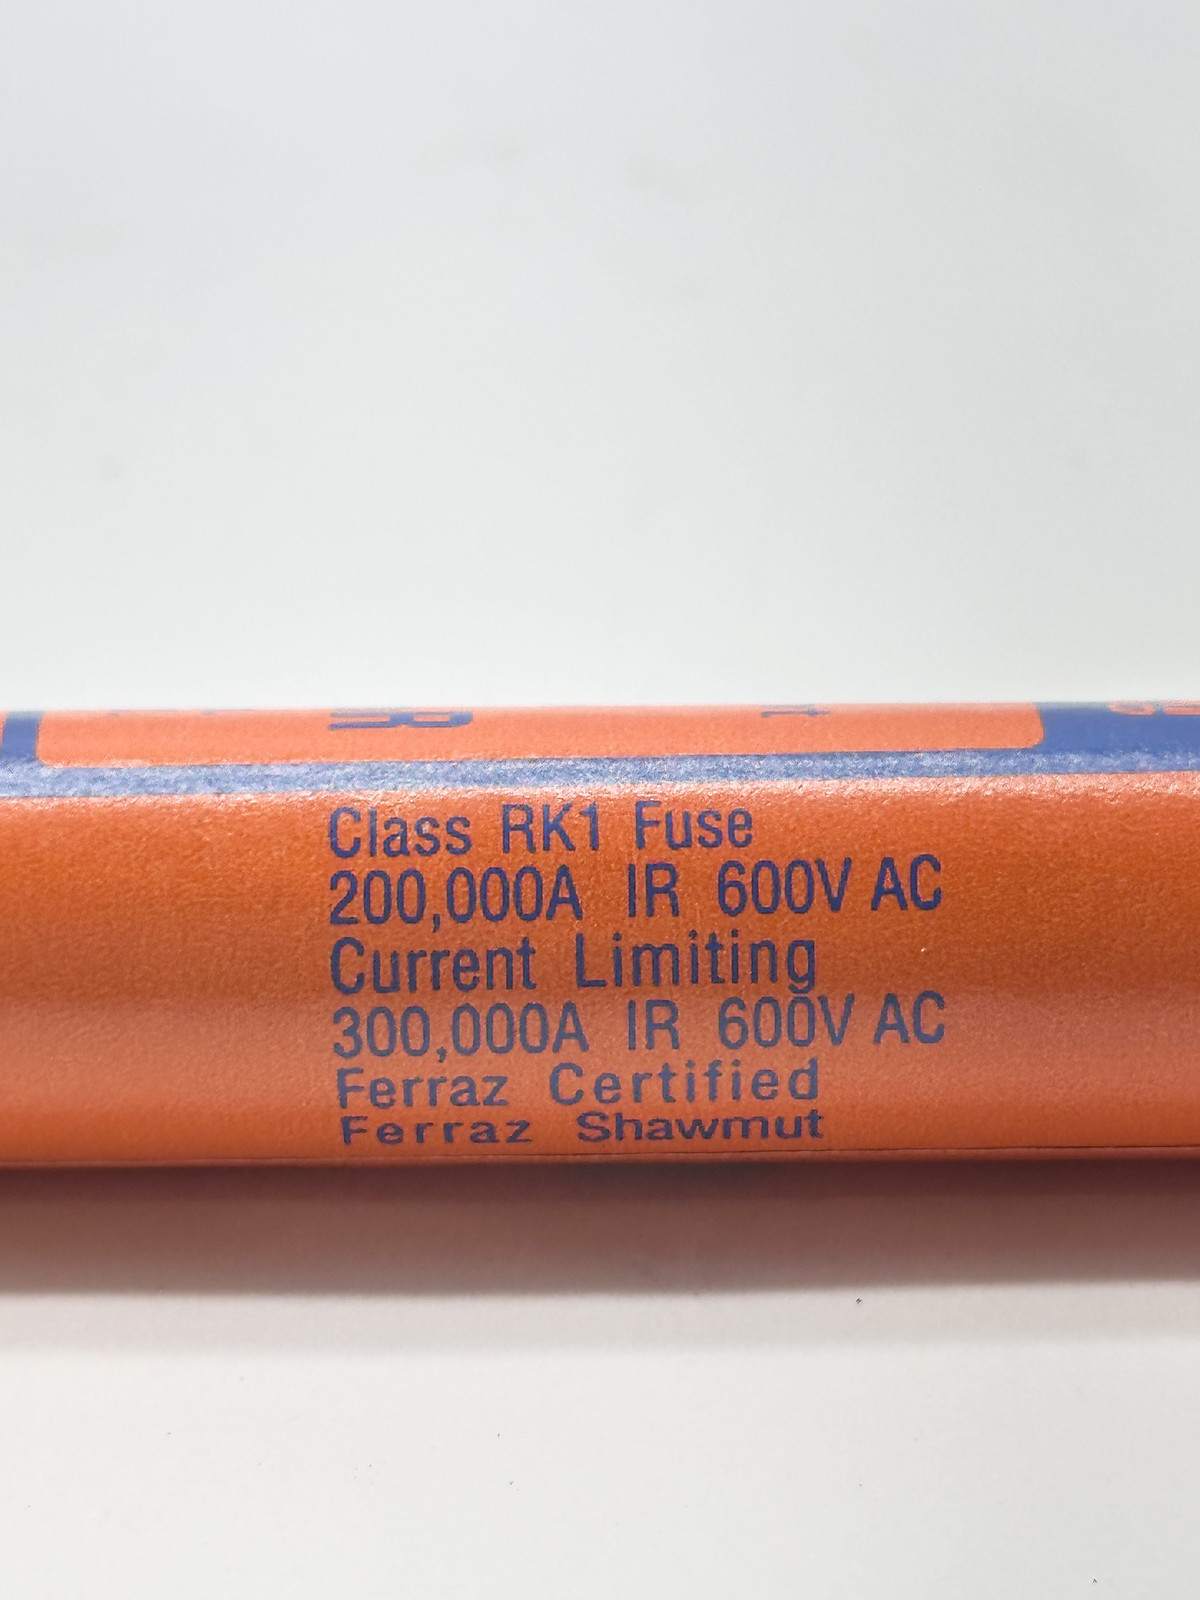 Class RK1 Fuse
200,000A IR 600V AC
Current Limiting
300,000A IR 600V AC
Ferraz Certified
Ferraz Shawmut